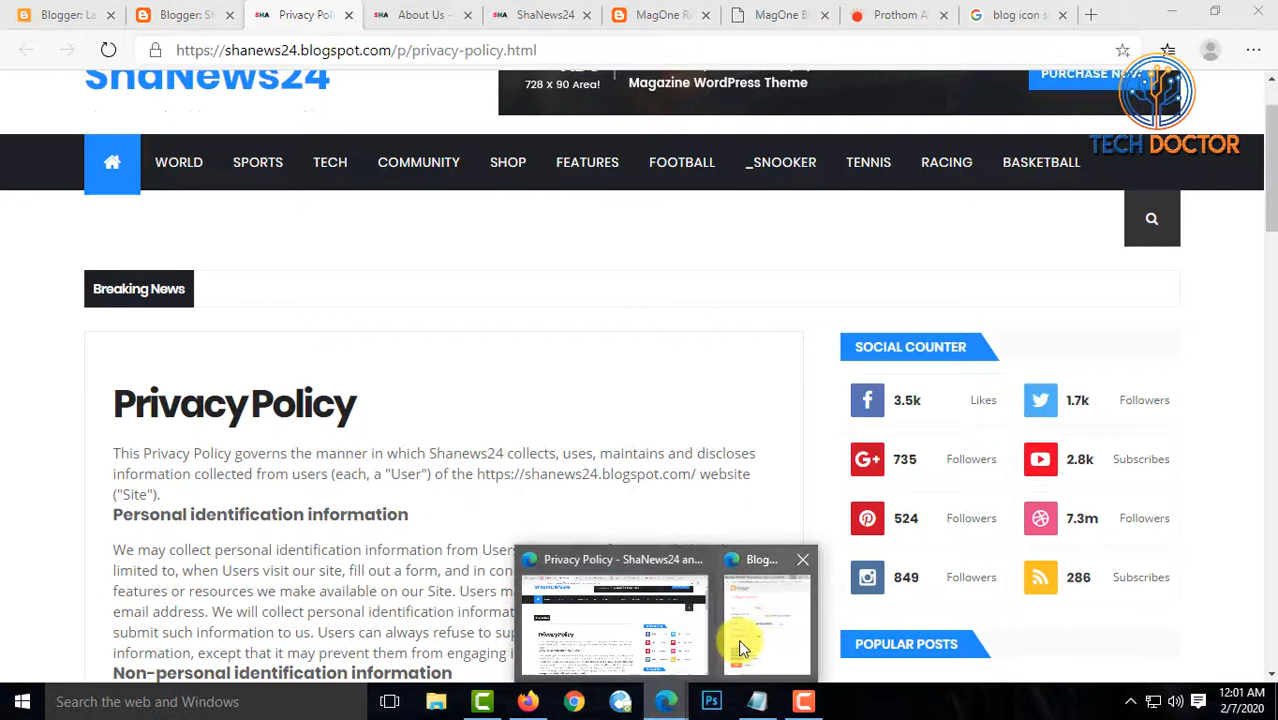 Blogger: La
Blogger: Sh
Privacy Poli
About Us -
ShaNews24
MagOne R
MagOne Bl
Prothom A
blog icon s
https://shanews24.blogspot.com/p/privacy-policy.html
ShaNews24
728 X 90 Area!
Magazine WordPress Theme
PURCHASE NOW
TECH DOCTOR
WORLD
SPORTS
TECH
COMMUNITY
SHOP
FEATURES
FOOTBALL
_SNOOKER
TENNIS
RACING
BASKETBALL
Breaking News
SOCIAL COUNTER
3.5k Likes
1.7k Followers
735 Followers
2.8k Subscribes
524 Followers
7.3m Followers
849 Followers
286 Subscribes
POPULAR POSTS
Privacy Policy
This Privacy Policy governs the manner in which Shanews24 collects, uses, maintains and discloses
information collected from users (each, a "User") of the https://shanews24.blogspot.com/ website
("Site").
Personal identification information
We may collect personal identification information from Users
limited to, when Users visit our site, fill out a form, and in con
features or resources we make available on our Site. Users ma
email address. We will collect personal identification informat
submit such information to us. Users can always refuse to sup
information, except that it may prevent them from engaging i
Non-personal identification information
Privacy Policy - ShaNews24 an...
Blog...
Search the web and Windows
12:01 AM
2/7/2020